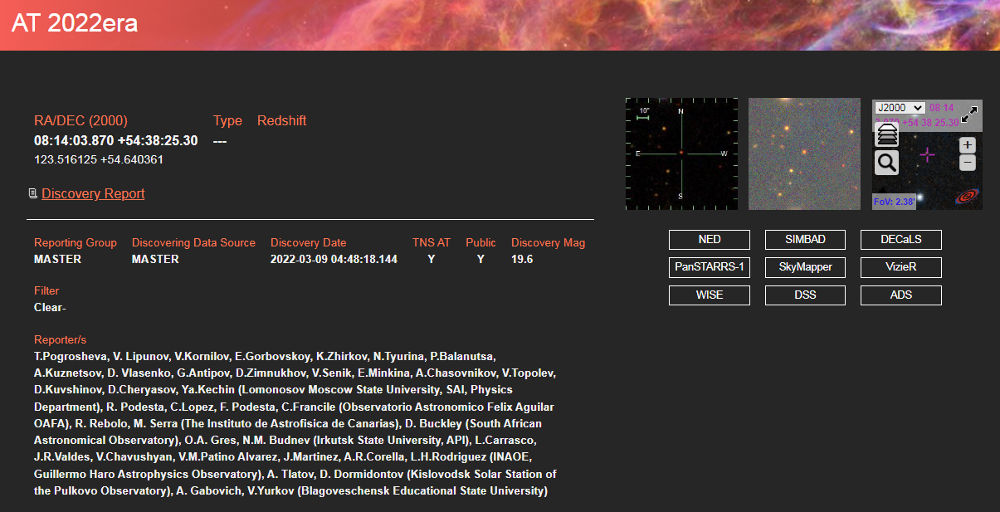 AT 2022era
RA/DEC (2000) Type Redshift
08:14:03.870 +54:38:25.30 ---
123.516125 +54.640361
Discovery Report
Reporting Group Discovering Data Source Discovery Date TNS AT Public Discovery Mag
MASTER MASTER 2022-03-09 04:48:18.144 Y Y 19.6
Filter
Clear-
Reporter/s
T.Pogrosheva, V. Lipunov, V.Kornilov, E.Gorbovskoy, K.Zhirkov, N.Tyurina, P.Balanutsa,
A.Kuznetsov, D. Vlasenko, G.Antipov, D.Zimnukhov, V.Senik, E.Minkina, A.Chasovnikov, V.Topolev,
D.Kuvshinov, D.Cheryasov, Ya.Kechin (Lomonosov Moscow State University, SAI, Physics
Department), R. Podesta, C.Lopez, F. Podesta, C.Francile (Observatorio Astronomico Felix Aguilar
OAFA), R. Rebolo, M. Serra (The Instituto de Astrofisica de Canarias), D. Buckley (South African
Astronomical Observatory), O.A. Gres, N.M. Budnev (Irkutsk State University, API), L.Carrasco,
J.R.Valdes, V.Chavushyan, V.M.Patino Alvarez, J.Martinez, A.R.Corella, L.H.Rodriguez (INAOE,
Guillermo Haro Astrophysics Observatory), A. Tlatov, D. Dormidontov (Kislovodsk Solar Station of
the Pulkovo Observatory), A. Gabovich, V.Yurkov (Blagoveschensk Educational State University)
10"
N
E W
S
J2000 08 14
+54 38 25.30
+
−
FoV: 2.38'
NED SIMBAD DECaLS
PanSTARRS-1 SkyMapper VizieR
WISE DSS ADS